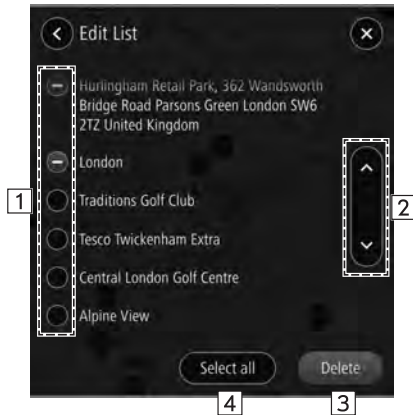 Edit List
Hurlingham Retail Park, 362 Wandsworth
Bridge Road Parsons Green London SW6
2TZ United Kingdom
London
1
Traditions Golf Club
2
Tesco Twickenham Extra
Central London Golf Centre
Alpine View
Select all
Delete
4
3